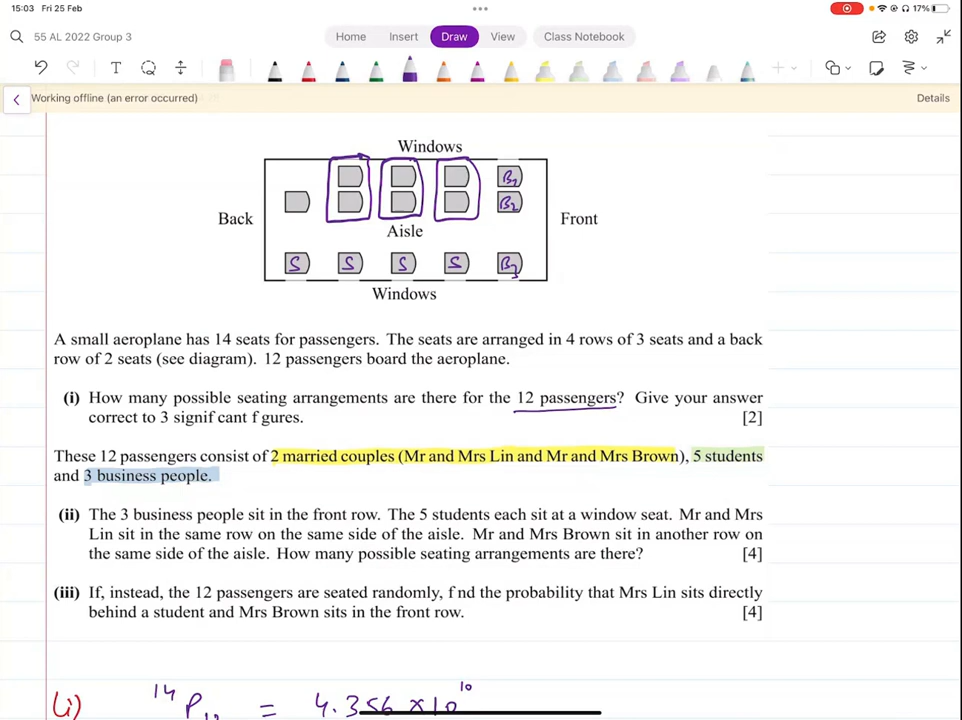 15:03 Fri 25 Feb
17%
55 AL 2022 Group 3
Home Insert Draw View Class Notebook
Working offline (an error occurred)
Details
Windows
B1
B2
Back
Aisle
Front
S S S S B3
Windows
A small aeroplane has 14 seats for passengers. The seats are arranged in 4 rows of 3 seats and a back
row of 2 seats (see diagram). 12 passengers board the aeroplane.
(i) How many possible seating arrangements are there for the 12 passengers? Give your answer
correct to 3 signif cant f gures. [2]
These 12 passengers consist of 2 married couples (Mr and Mrs Lin and Mr and Mrs Brown), 5 students
and 3 business people.
(ii) The 3 business people sit in the front row. The 5 students each sit at a window seat. Mr and Mrs
Lin sit in the same row on the same side of the aisle. Mr and Mrs Brown sit in another row on
the same side of the aisle. How many possible seating arrangements are there? [4]
(iii) If, instead, the 12 passengers are seated randomly, f nd the probability that Mrs Lin sits directly
behind a student and Mrs Brown sits in the front row. [4]
(i) 14P12 = 4.356 × 10^10